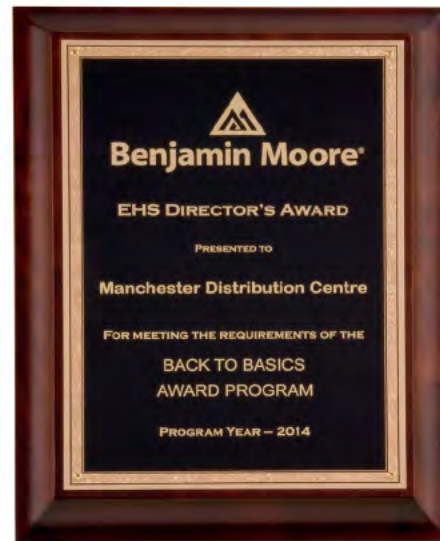 Benjamin Moore®
EHS DIRECTOR'S AWARD
PRESENTED TO
Manchester Distribution Centre
FOR MEETING THE REQUIREMENTS OF THE
BACK TO BASICS
AWARD PROGRAM
PROGRAM YEAR – 2014